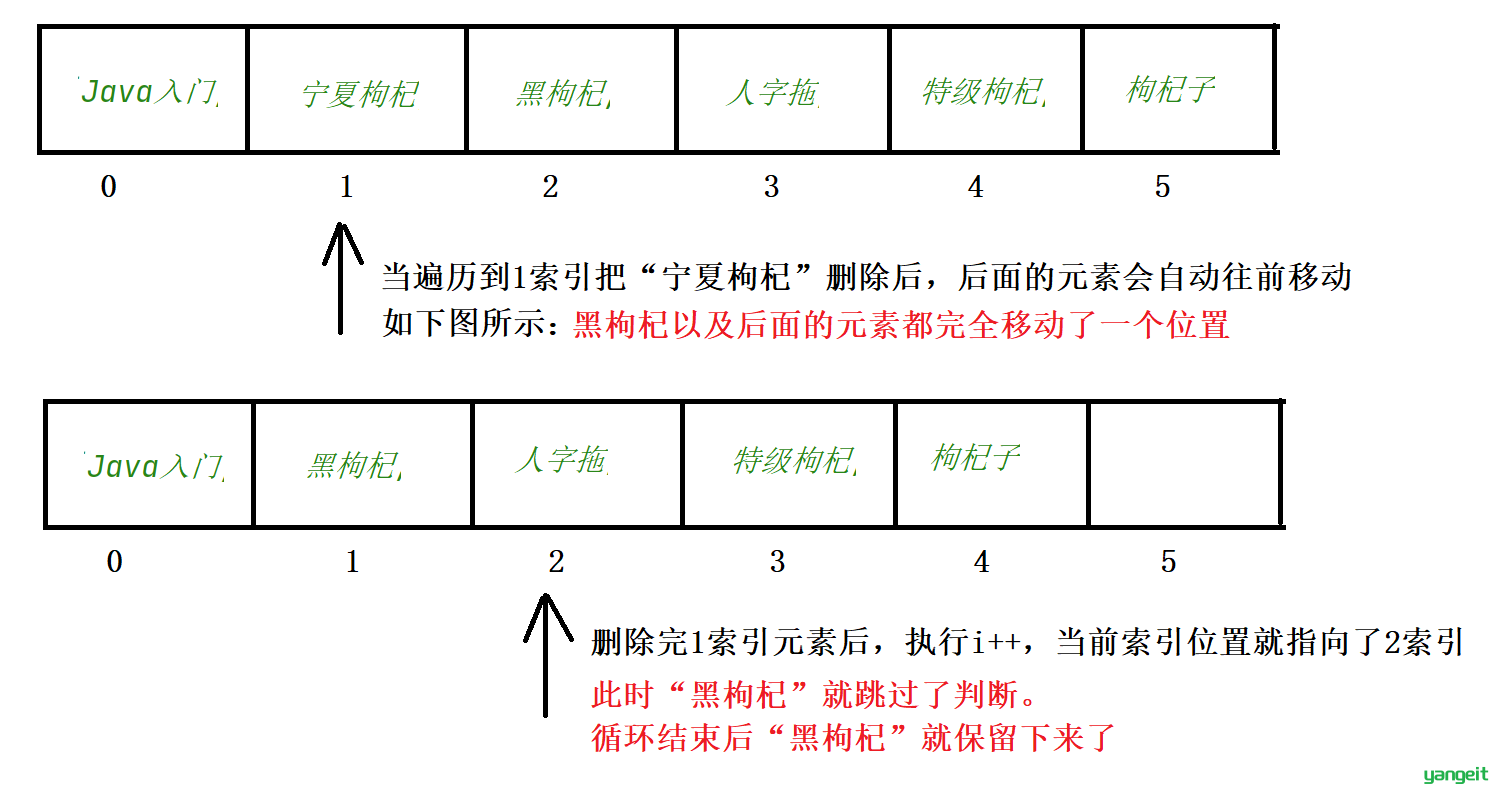 Java入门,
宁夏枸杞
黑枸杞,
人字拖,
特级枸杞,
枸杞子
0
1
2
3
4
5
当遍历到1索引把“宁夏枸杞”删除后，后面的元素会自动往前移动
如下图所示：黑枸杞以及后面的元素都完全移动了一个位置
Java入门,
黑枸杞,
人字拖,
特级枸杞,
枸杞子
0
1
2
3
4
5
删除完1索引元素后，执行i++，当前索引位置就指向了2索引
此时“黑枸杞”就跳过了判断。
循环结束后“黑枸杞”就保留下来了
yangeit